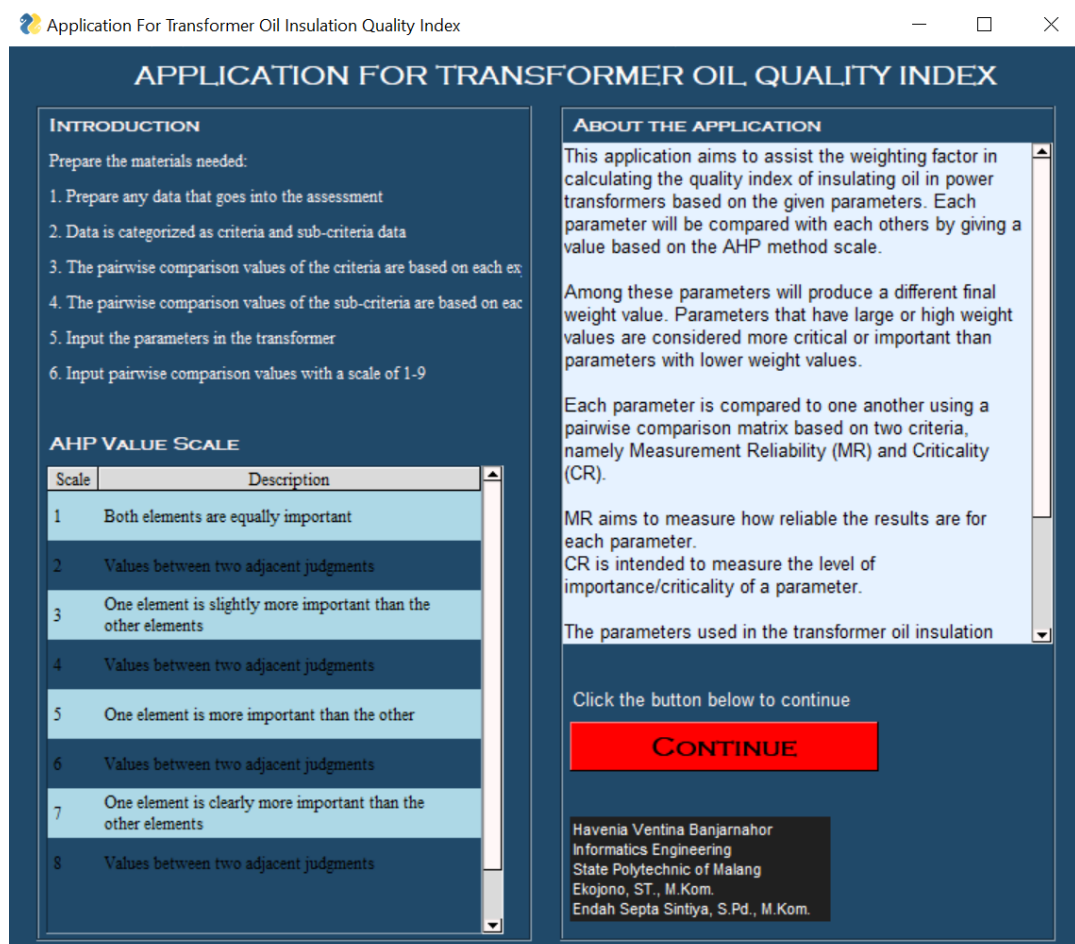 Application For Transformer Oil Insulation Quality Index
APPLICATION FOR TRANSFORMER OIL QUALITY INDEX
INTRODUCTION
Prepare the materials needed:
1. Prepare any data that goes into the assessment
2. Data is categorized as criteria and sub-criteria data
3. The pairwise comparison values of the criteria are based on each
4. The pairwise comparison values of the sub-criteria are based on
5. Input the parameters in the transformer
6. Input pairwise comparison values with a scale of 1-9
AHP VALUE SCALE
Scale Description
1 Both elements are equally important
2 Values between two adjacent judgments
3 One element is slightly more important than the
other elements
4 Values between two adjacent judgments
5 One element is more important than the other
6 Values between two adjacent judgments
7 One element is clearly more important than the
other elements
8 Values between two adjacent judgments
ABOUT THE APPLICATION
This application aims to assist the weighting factor in
calculating the quality index of insulating oil in power
transformers based on the given parameters. Each
parameter will be compared with each others by giving a
value based on the AHP method scale.
Among these parameters will produce a different final
weight value. Parameters that have large or high weight
values are considered more critical or important than
parameters with lower weight values.
Each parameter is compared to one another using a
pairwise comparison matrix based on two criteria,
namely Measurement Reliability (MR) and Criticality
(CR).
MR aims to measure how reliable the results are for
each parameter.
CR is intended to measure the level of
importance/criticality of a parameter.
The parameters used in the transformer oil insulation
Click the button below to continue
CONTINUE
Havenia Ventina Banjarnahor
Informatics Engineering
State Polytechnic of Malang
Ekojono, ST., M.Kom.
Endah Septa Sintiya, S.Pd., M.Kom.